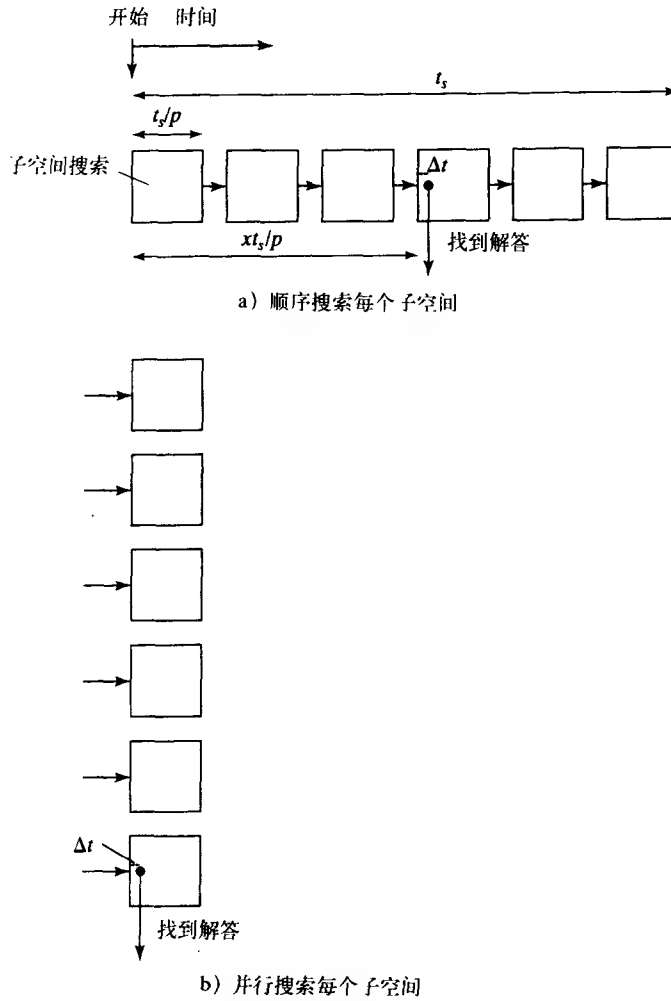 开始 时间
t_s
t_s/p
子空间搜索
Δt
找到解答
xt_s/p
a) 顺序搜索每个子空间
Δt
找到解答
b) 并行搜索每个子空间